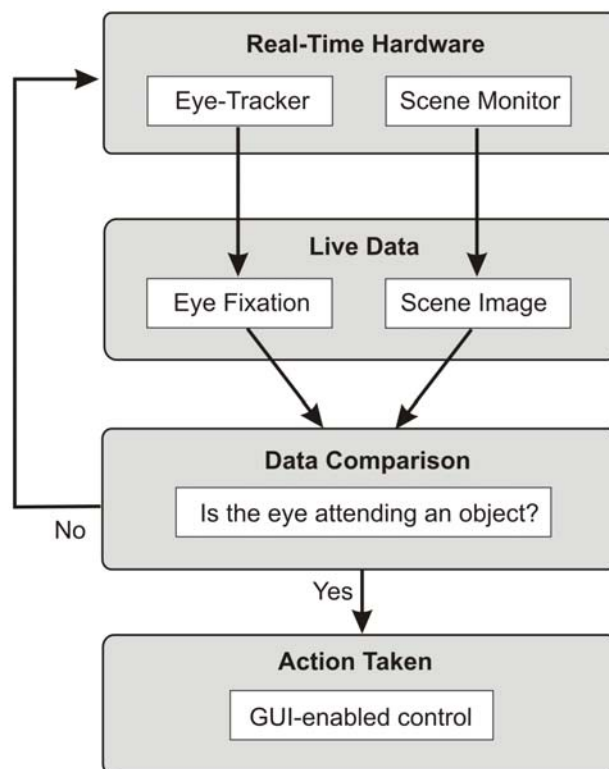 Real-Time Hardware
Eye-Tracker
Scene Monitor
Live Data
Eye Fixation
Scene Image
Data Comparison
Is the eye attending an object?
No
Yes
Action Taken
GUI-enabled control